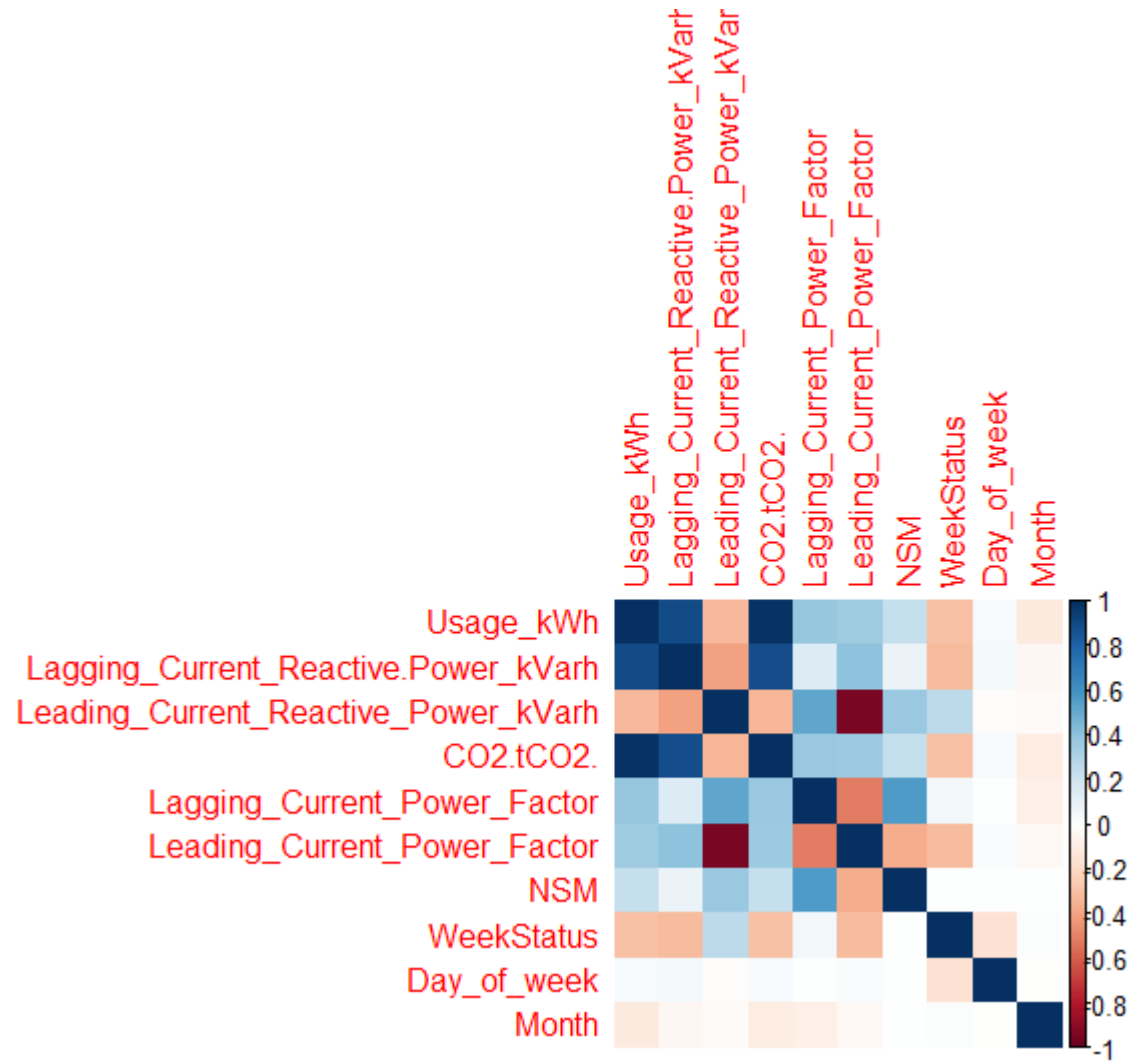 Usage_kWh
Lagging_Current_Reactive.Power_kVarh
Leading_Current_Reactive_Power_kVar
CO2.tCO2.
Lagging_Current_Power_Factor
Leading_Current_Power_Factor
NSM
WeekStatus
Day_of_week
Month
Usage_kWh
Lagging_Current_Reactive.Power_kVarh
Leading_Current_Reactive_Power_kVarh
CO2.tCO2.
Lagging_Current_Power_Factor
Leading_Current_Power_Factor
NSM
WeekStatus
Day_of_week
Month
1
0.8
0.6
0.4
0.2
0
-0.2
-0.4
-0.6
-0.8
-1